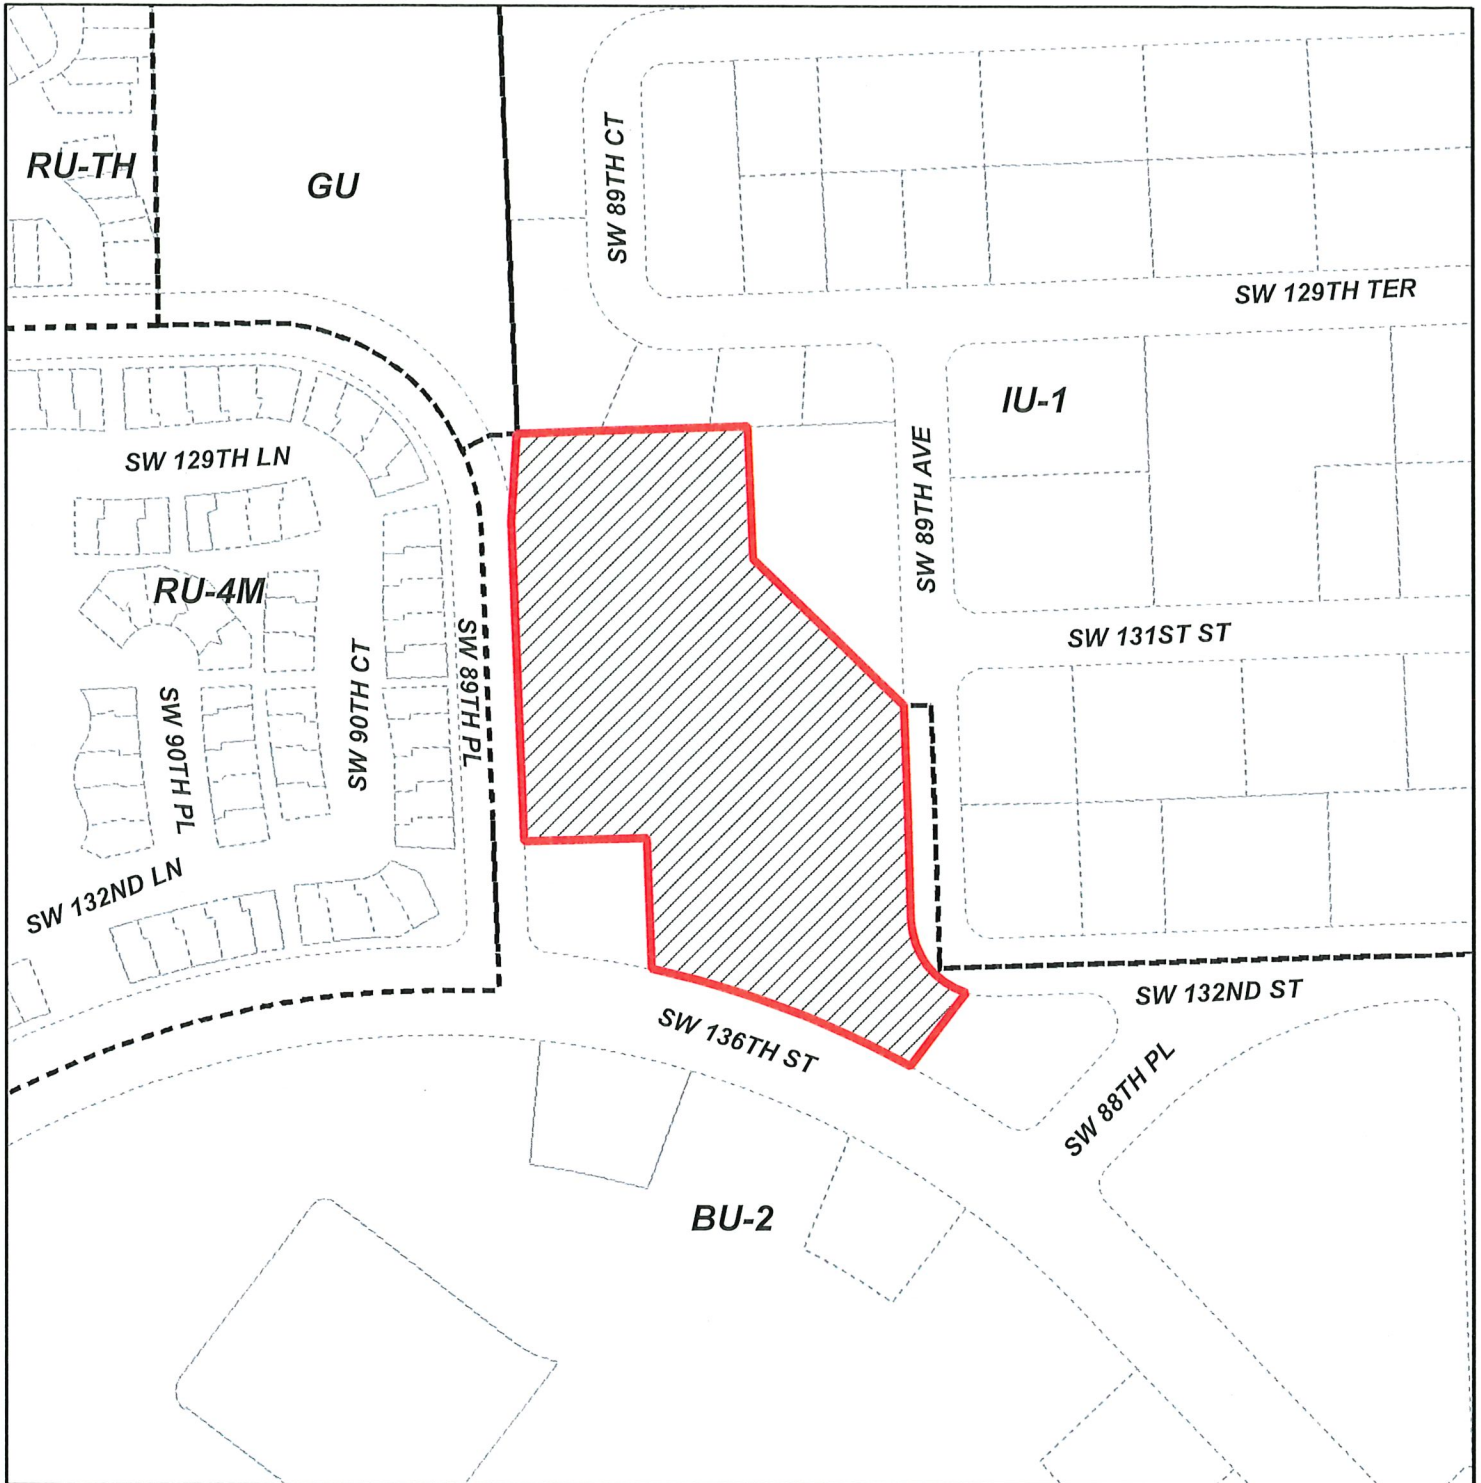 RU-TH
GU
SW 89TH CT
SW 129TH TER
IU-1
SW 129TH LN
SW 89TH AVE
RU-4M
SW 131ST ST
SW 89TH PL
SW 90TH CT
SW 90TH PL
SW 132ND LN
SW 132ND ST
SW 136TH ST
SW 88TH PL
BU-2